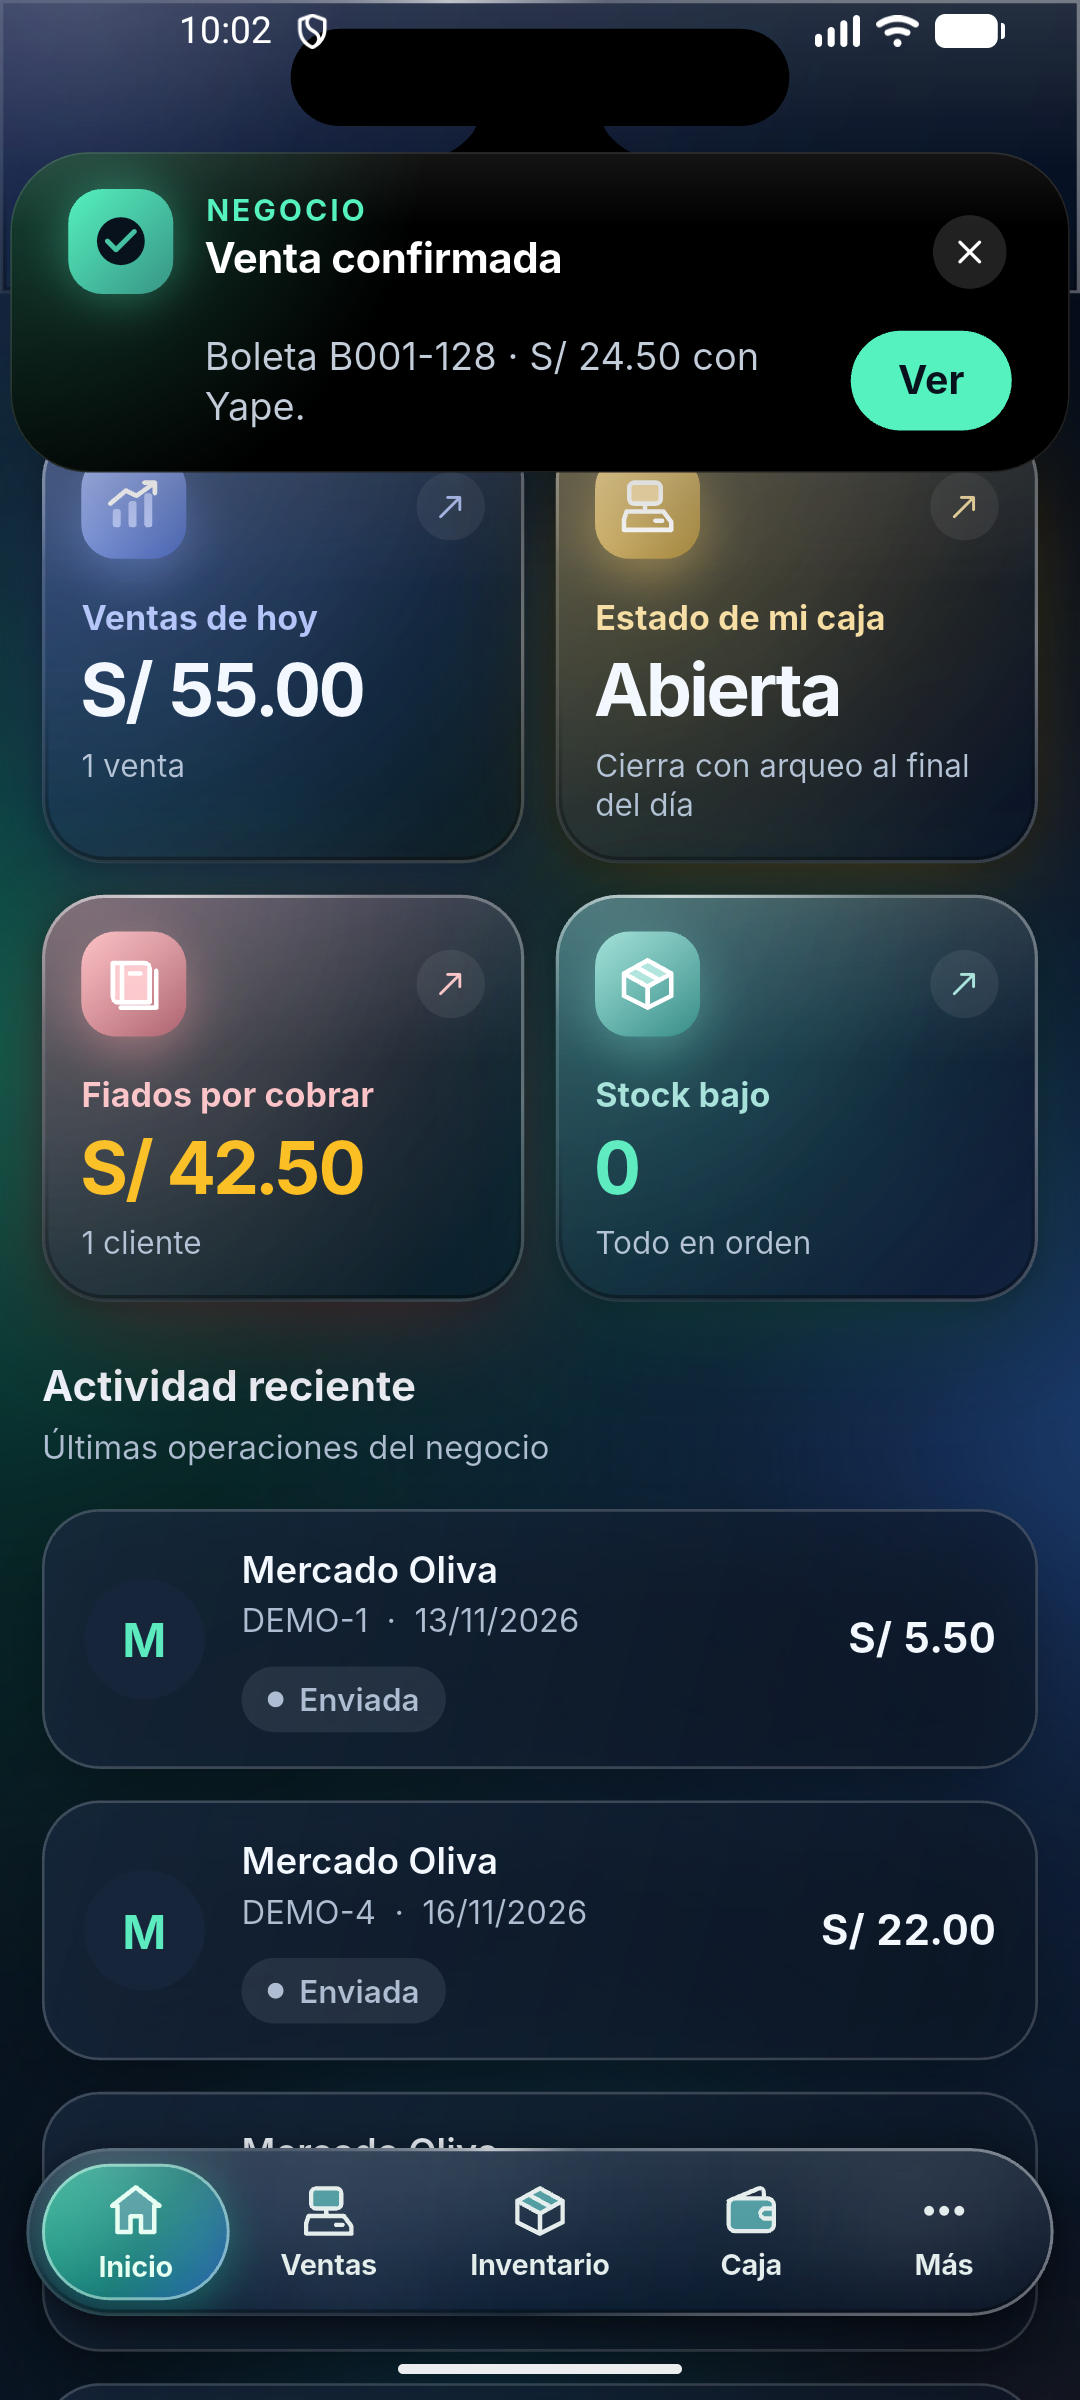 10:02
NEGOCIO
Venta confirmada
Boleta B001-128 · S/ 24.50 con
Yape.
Ver
Ventas de hoy
S/ 55.00
1 venta
Estado de mi caja
Abierta
Cierra con arqueo al final
del día
Fiados por cobrar
S/ 42.50
1 cliente
Stock bajo
0
Todo en orden
Actividad reciente
Últimas operaciones del negocio
M
Mercado Oliva
DEMO-1 · 13/11/2026
Enviada
S/ 5.50
M
Mercado Oliva
DEMO-4 · 16/11/2026
Enviada
S/ 22.00
Mercado Oliva
Inicio
Ventas
Inventario
Caja
Más